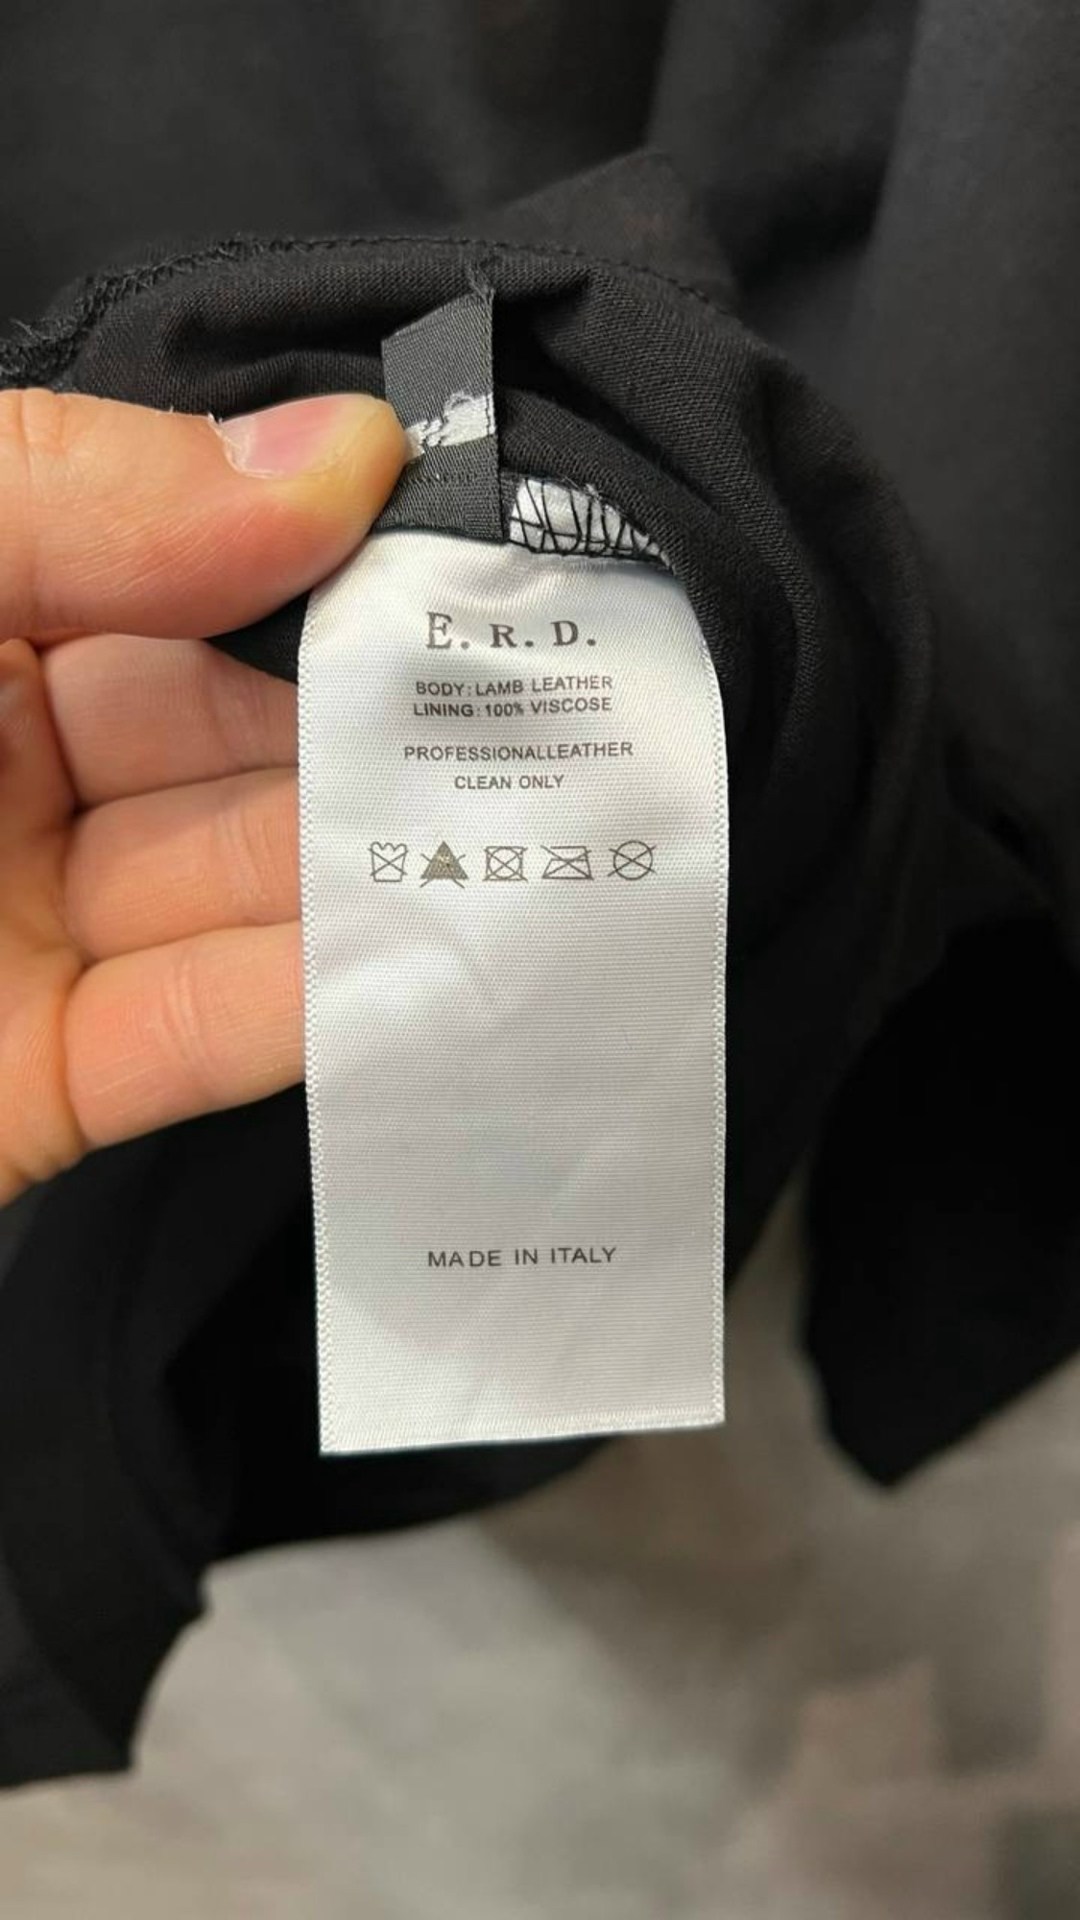 E. R. D.
BODY: LAMB LEATHER
LINING: 100% VISCOSE
PROFESSIONALLEATHER
CLEAN ONLY
MADE IN ITALY